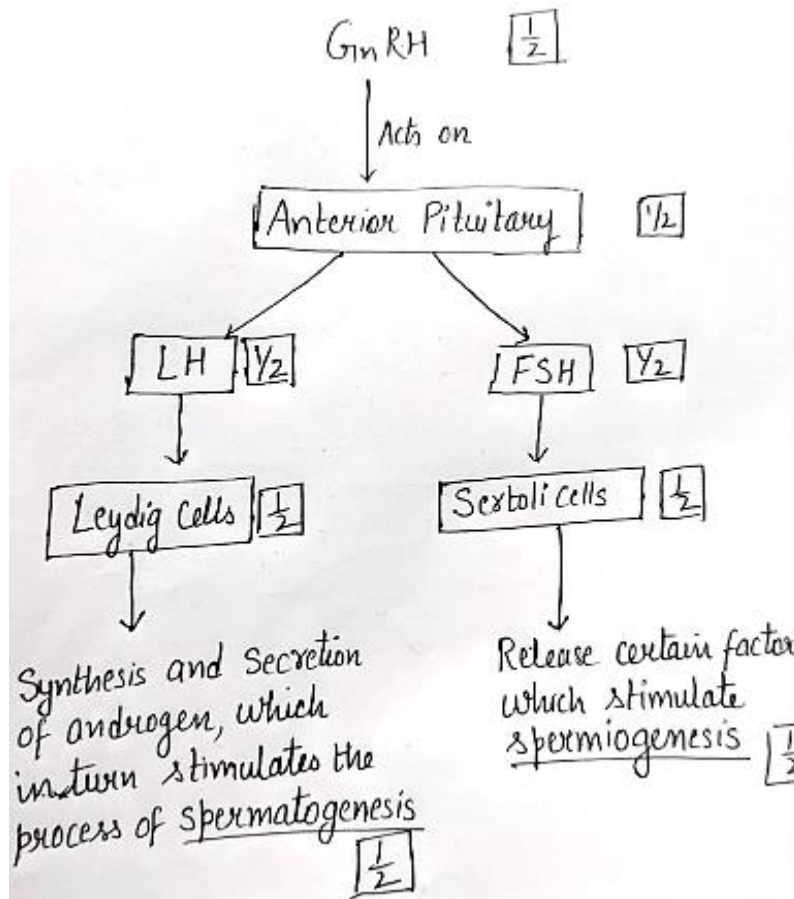 GnRH 1/2
Acts on
Anterior Pituitary 1/2
LH 1/2
FSH 1/2
Leydig Cells 1/2
Sertoli Cells 1/2
Synthesis and Secretion
of androgen, which
in turn stimulates the
process of spermatogenesis
1/2
Release certain factor
which stimulate
spermiogenesis 1/2